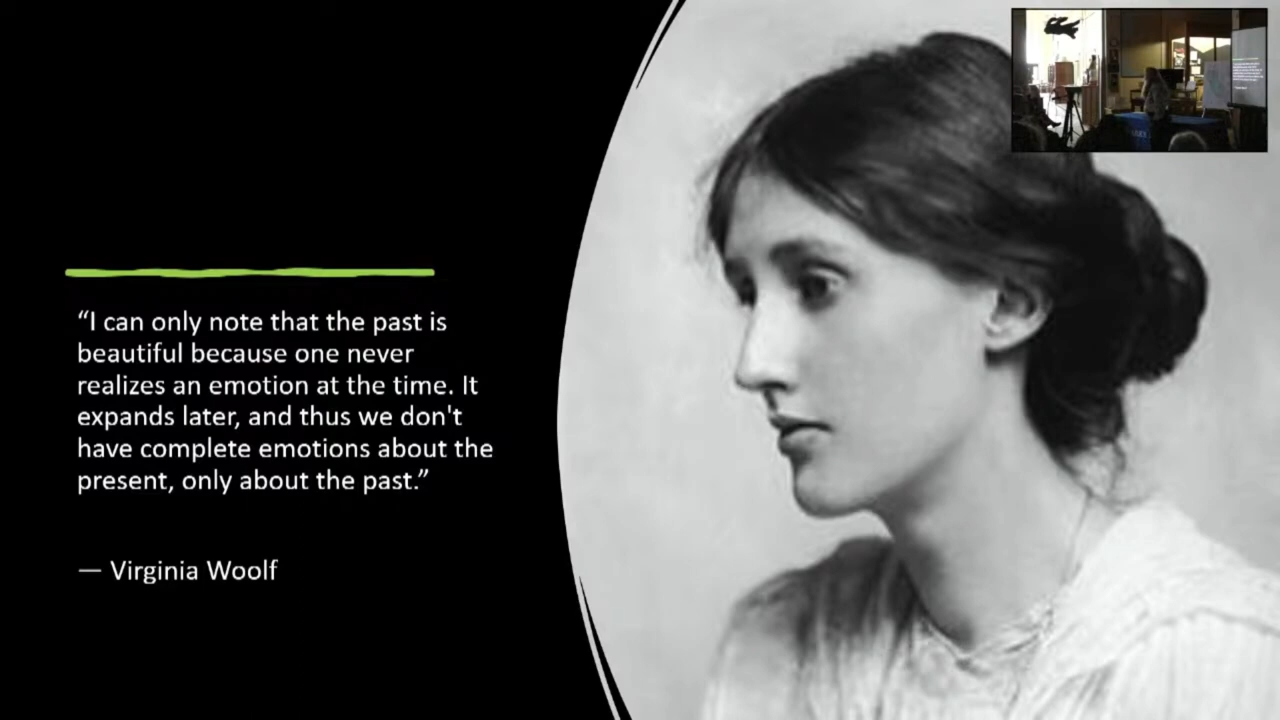 “I can only note that the past is
beautiful because one never
realizes an emotion at the time. It
expands later, and thus we don't
have complete emotions about the
present, only about the past.”
— Virginia Woolf